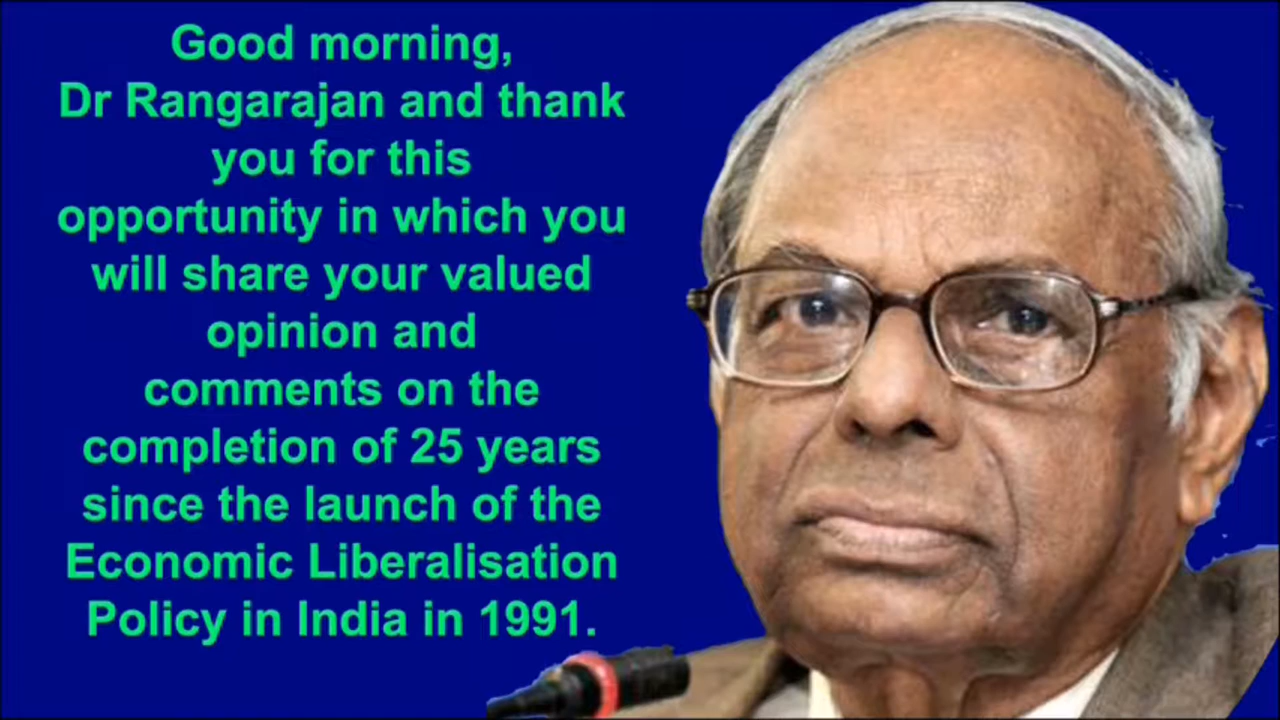 Good morning,
Dr Rangarajan and thank
you for this
opportunity in which you
will share your valued
opinion and
comments on the
completion of 25 years
since the launch of the
Economic Liberalisation
Policy in India in 1991.